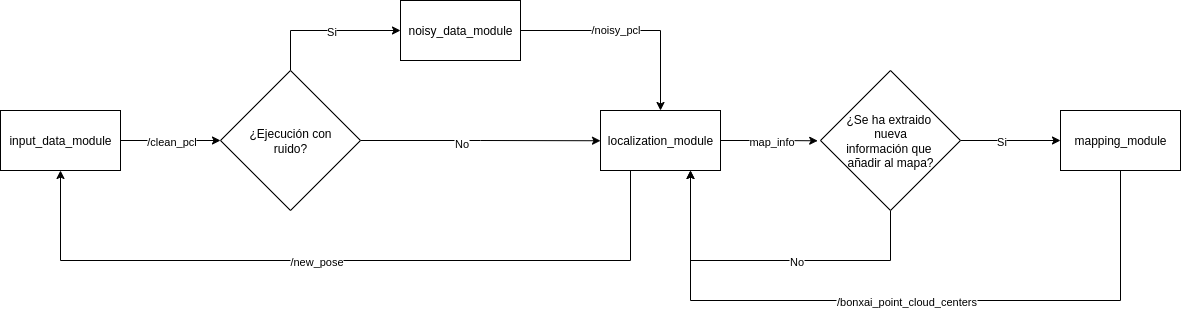 Si
noisy_data_module
/noisy_pcl
input_data_module
/clean_pcl
¿Ejecución con
ruido?
No
localization_module
map_info
¿Se ha extraido
nueva
información que
añadir al mapa?
Si
mapping_module
/new_pose
No
/bonxai_point_cloud_centers